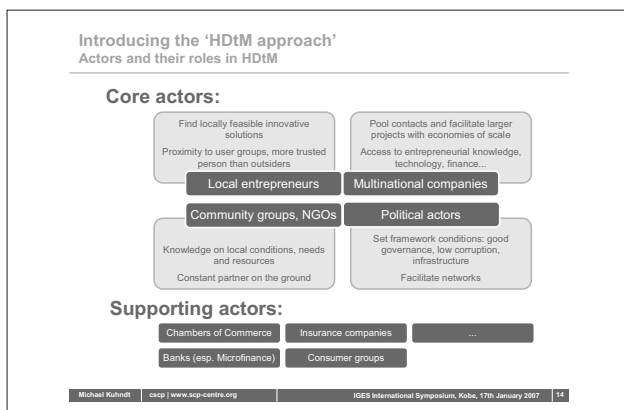 Introducing the ‘HDtM approach’
Actors and their roles in HDtM
Core actors:
Find locally feasible innovative
solutions
Proximity to user groups, more trusted
person than outsiders
Local entrepreneurs
Pool contacts and facilitate larger
projects with economies of scale
Access to entrepreneurial knowledge,
technology, finance...
Multinational companies
Community groups, NGOs
Knowledge on local conditions, needs
and resources
Constant partner on the ground
Political actors
Set framework conditions: good
governance, low corruption,
infrastructure
Facilitate networks
Supporting actors:
Chambers of Commerce
Insurance companies
...
Banks (esp. Microfinance)
Consumer groups
Michael Kuhndt cscp | www.scp-centre.org IGES International Symposium, Kobe, 17th January 2007 14